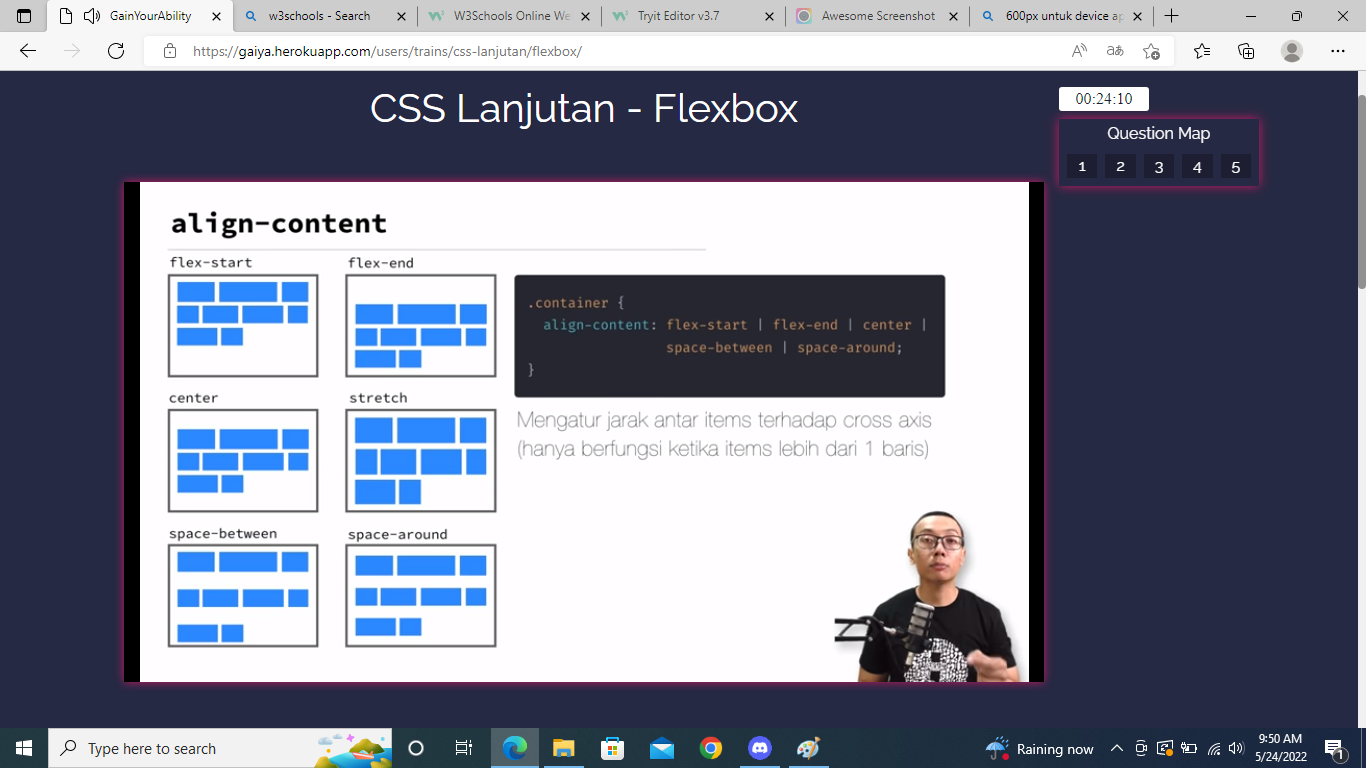 GainYourAbility
w3schools - Search
W3Schools Online We
Tryit Editor v3.7
Awesome Screenshot
600px untuk device ap
https://gaiya.herokuapp.com/users/trains/css-lanjutan/flexbox/
CSS Lanjutan - Flexbox
00:24:10
Question Map
1 2 3 4 5
align-content
flex-start
flex-end
center
stretch
space-between
space-around
.container {
align-content: flex-start | flex-end | center |
space-between | space-around;
}
Mengatur jarak antar items terhadap cross axis
(hanya berfungsi ketika items lebih dari 1 baris)
Type here to search
Raining now
9:50 AM
5/24/2022
1